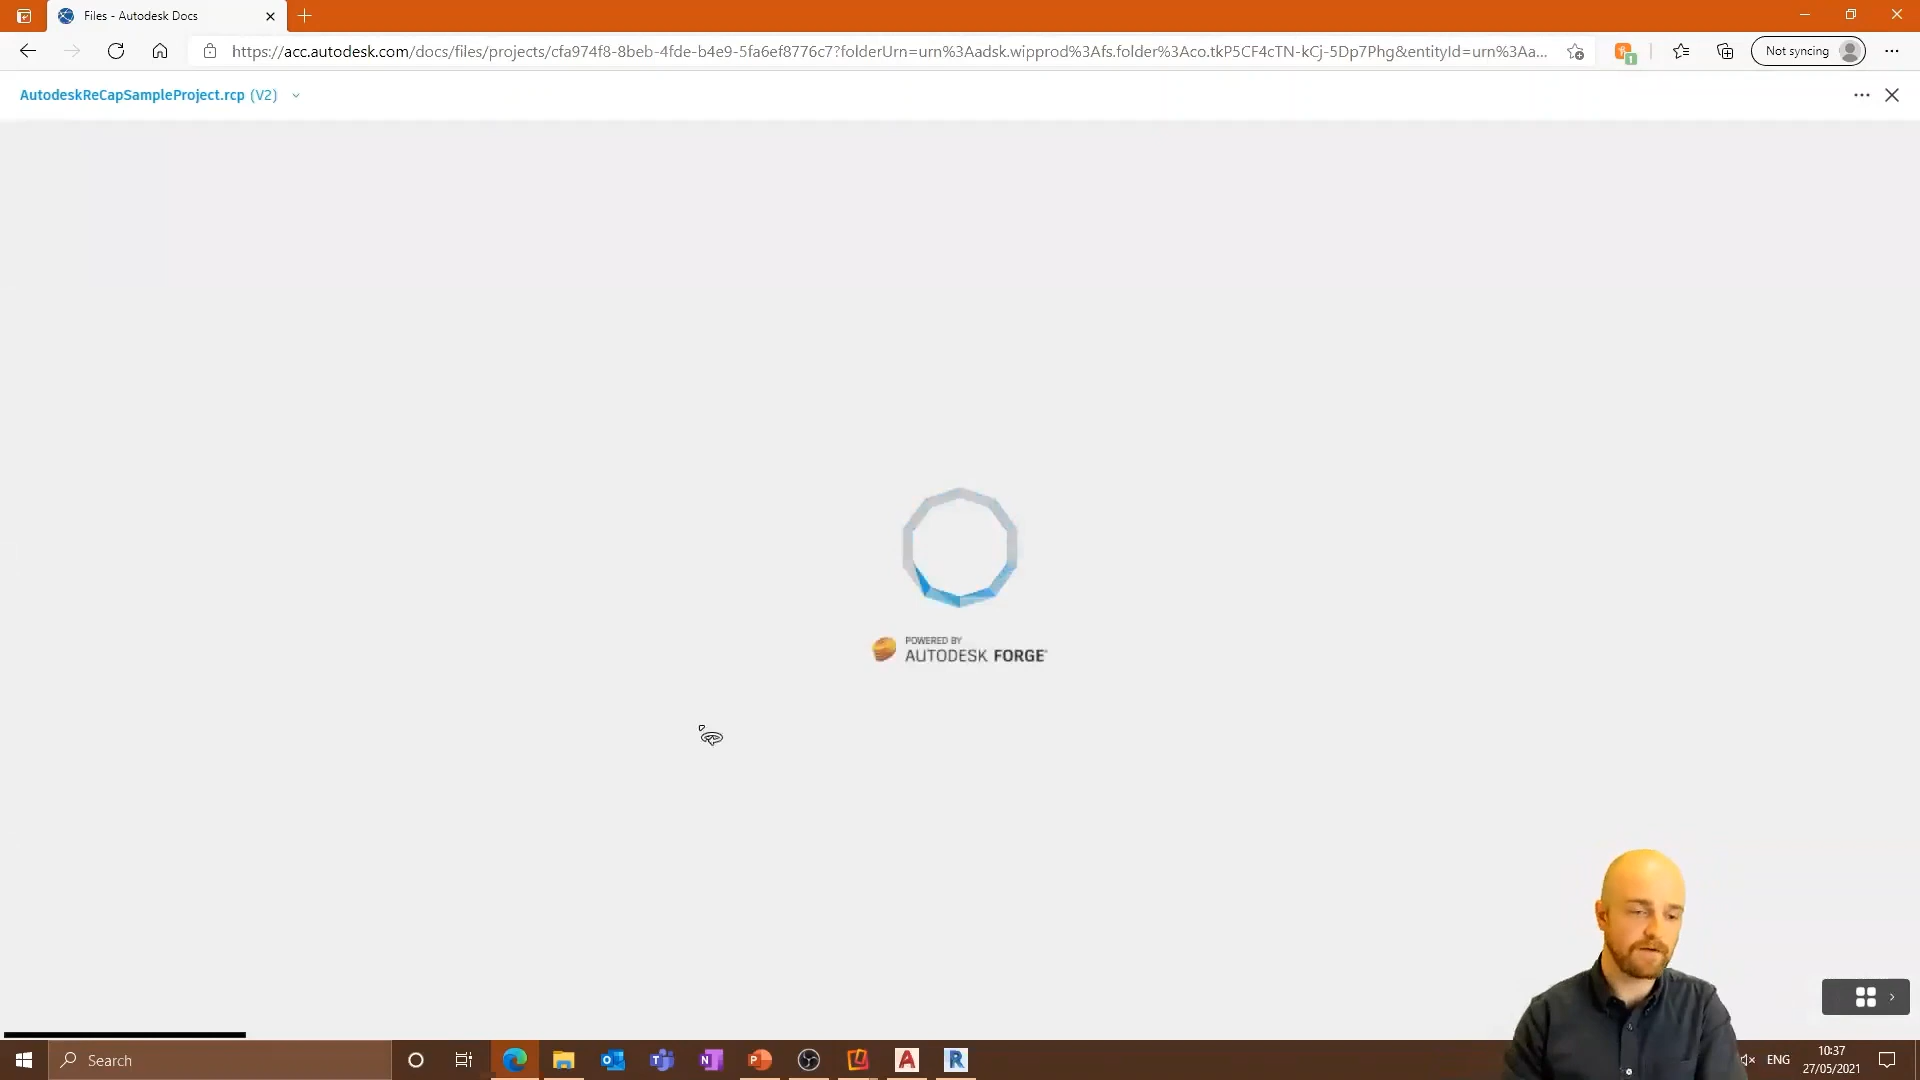 Files - Autodesk Docs
https://acc.autodesk.com/docs/files/projects/cfa974f8-8beb-4fde-b4e9-5fa6ef8776c7?folderUrn=urn%3Aadsk.wipprod%3Afs.folder%3Aco.tkP5CF4cTN-kCj-5Dp7Phg&entityId=urn%3Aa...
1
Not syncing
AutodeskReCapSampleProject.rcp (V2)
POWERED BY
AUTODESK FORGE
Search
ENG
10:37
27/05/2021